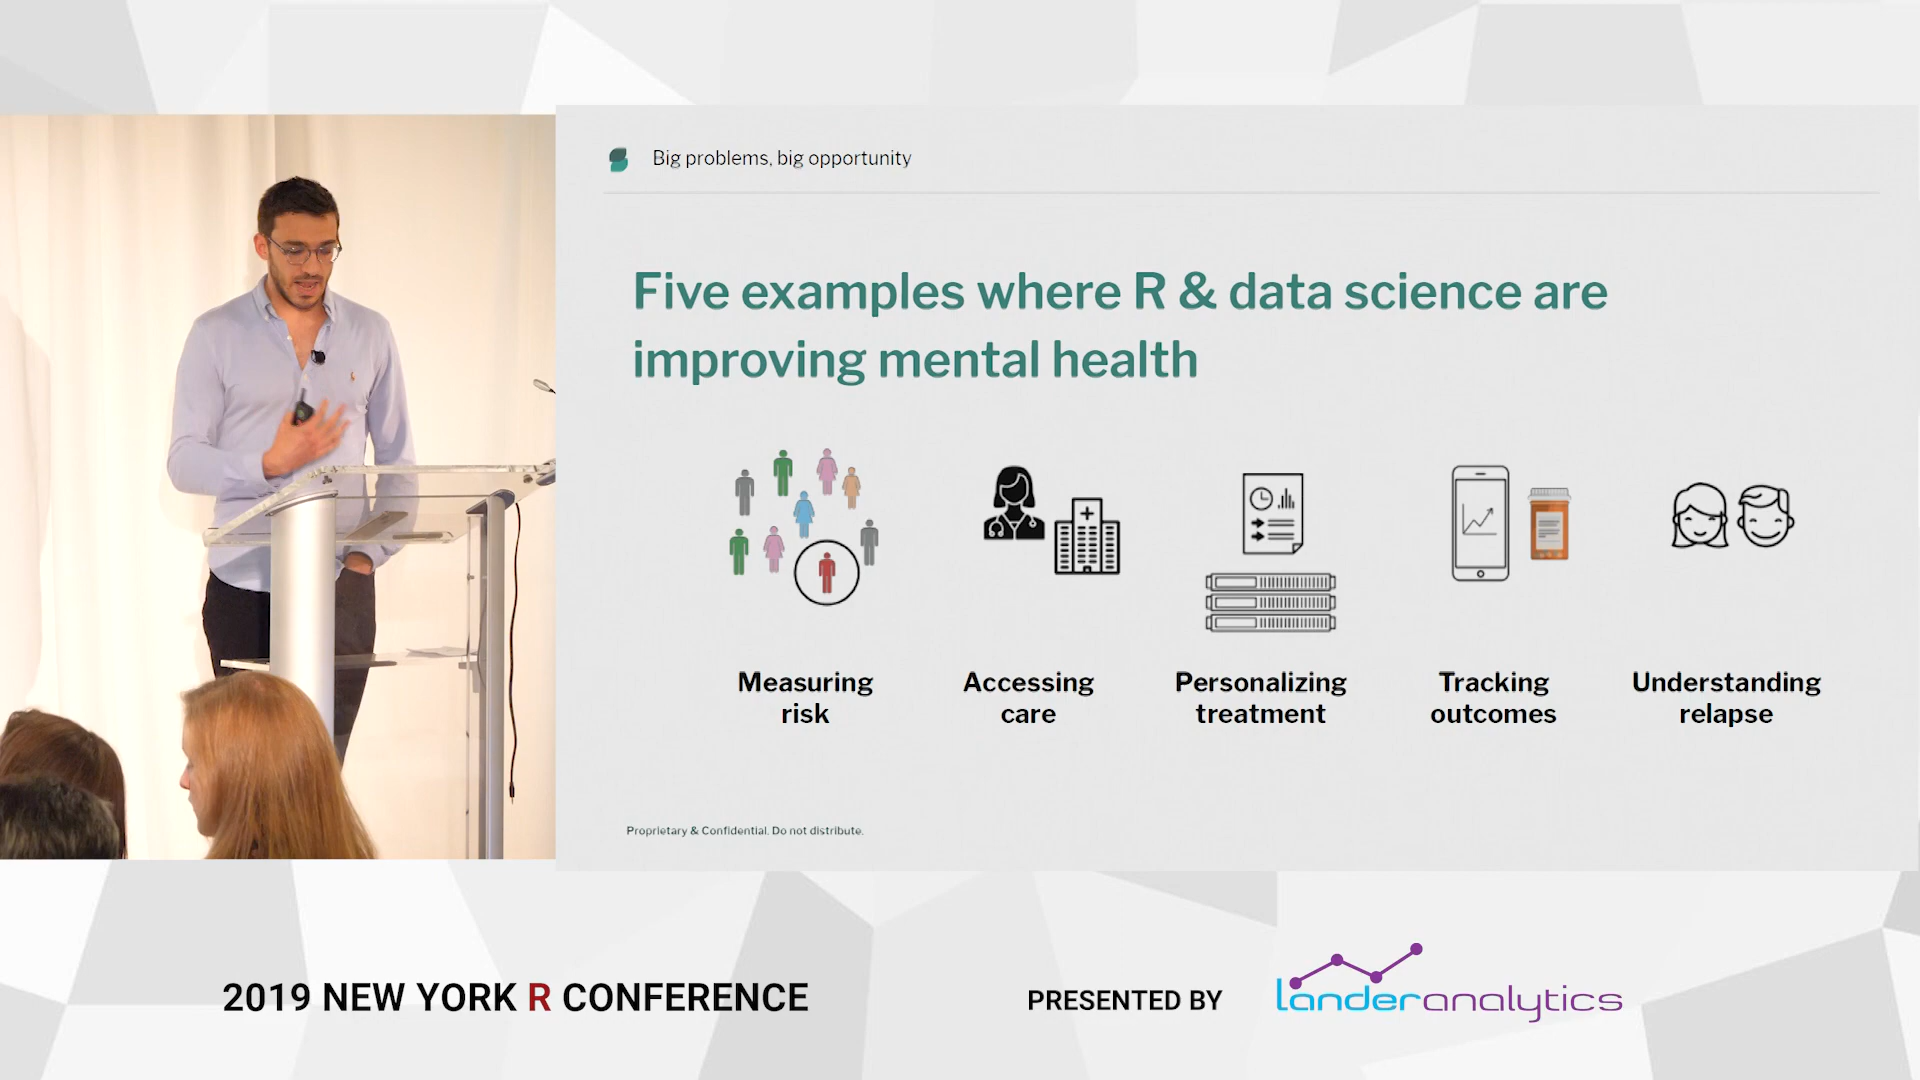 Big problems, big opportunity
Five examples where R & data science are
improving mental health
Measuring
risk
Accessing
care
Personalizing
treatment
Tracking
outcomes
Understanding
relapse
Proprietary & Confidential. Do not distribute.
2019 NEW YORK R CONFERENCE
PRESENTED BY
landeranalytics